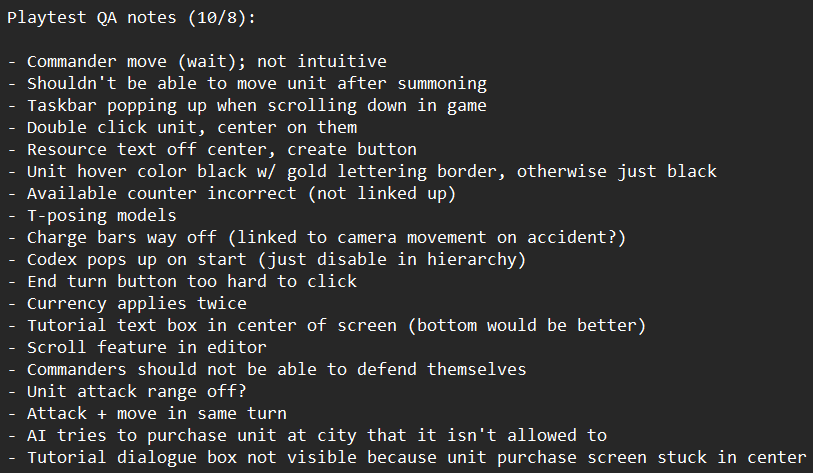 Playtest QA notes (10/8):
- Commander move (wait); not intuitive
- Shouldn't be able to move unit after summoning
- Taskbar popping up when scrolling down in game
- Double click unit, center on them
- Resource text off center, create button
- Unit hover color black w/ gold lettering border, otherwise just black
- Available counter incorrect (not linked up)
- T-posing models
- Charge bars way off (linked to camera movement on accident?)
- Codex pops up on start (just disable in hierarchy)
- End turn button too hard to click
- Currency applies twice
- Tutorial text box in center of screen (bottom would be better)
- Scroll feature in editor
- Commanders should not be able to defend themselves
- Unit attack range off?
- Attack + move in same turn
- AI tries to purchase unit at city that it isn't allowed to
- Tutorial dialogue box not visible because unit purchase screen stuck in center